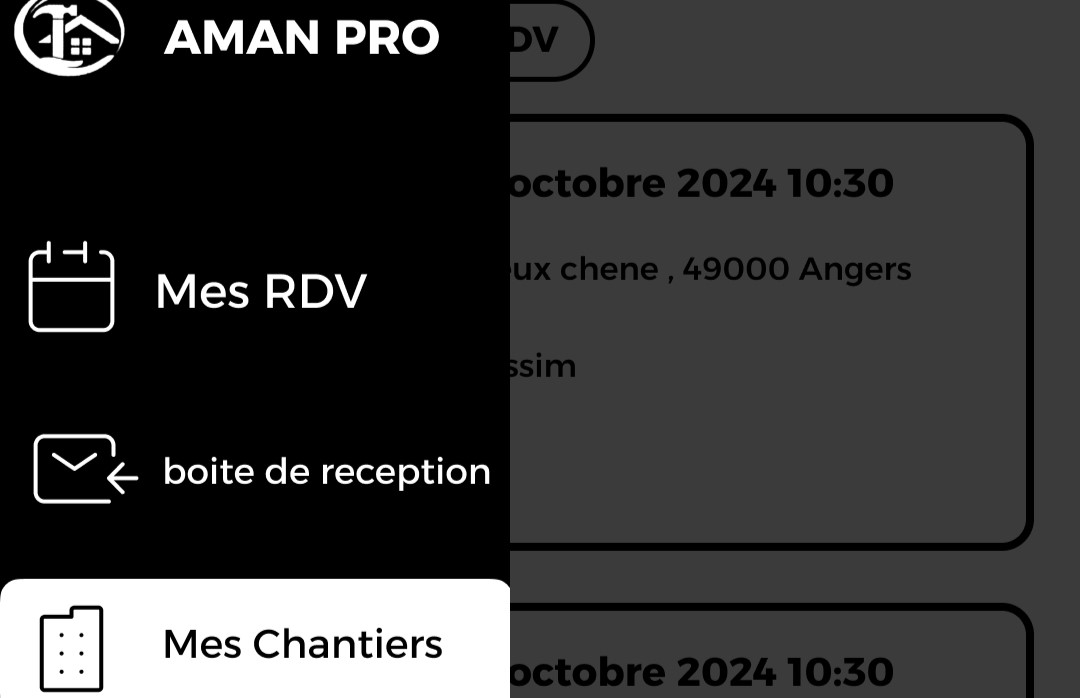 AMAN PRO
DV
octobre 2024 10:30
Mes RDV
ux chene , 49000 Angers
ssim
boite de reception
Mes Chantiers
octobre 2024 10:30